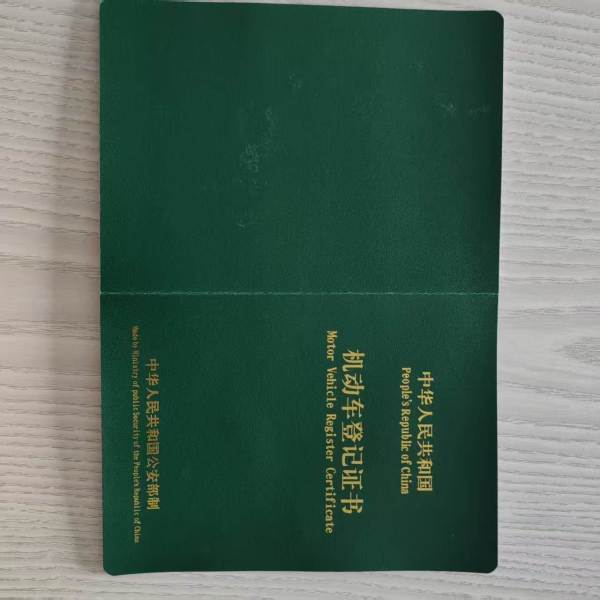 中华人民共和国
People's Republic of China
机动车登记证书
Motor Vehicle Register Certificate
中华人民共和国公安部制
Made by Ministry of public Security of the People's Republic of China